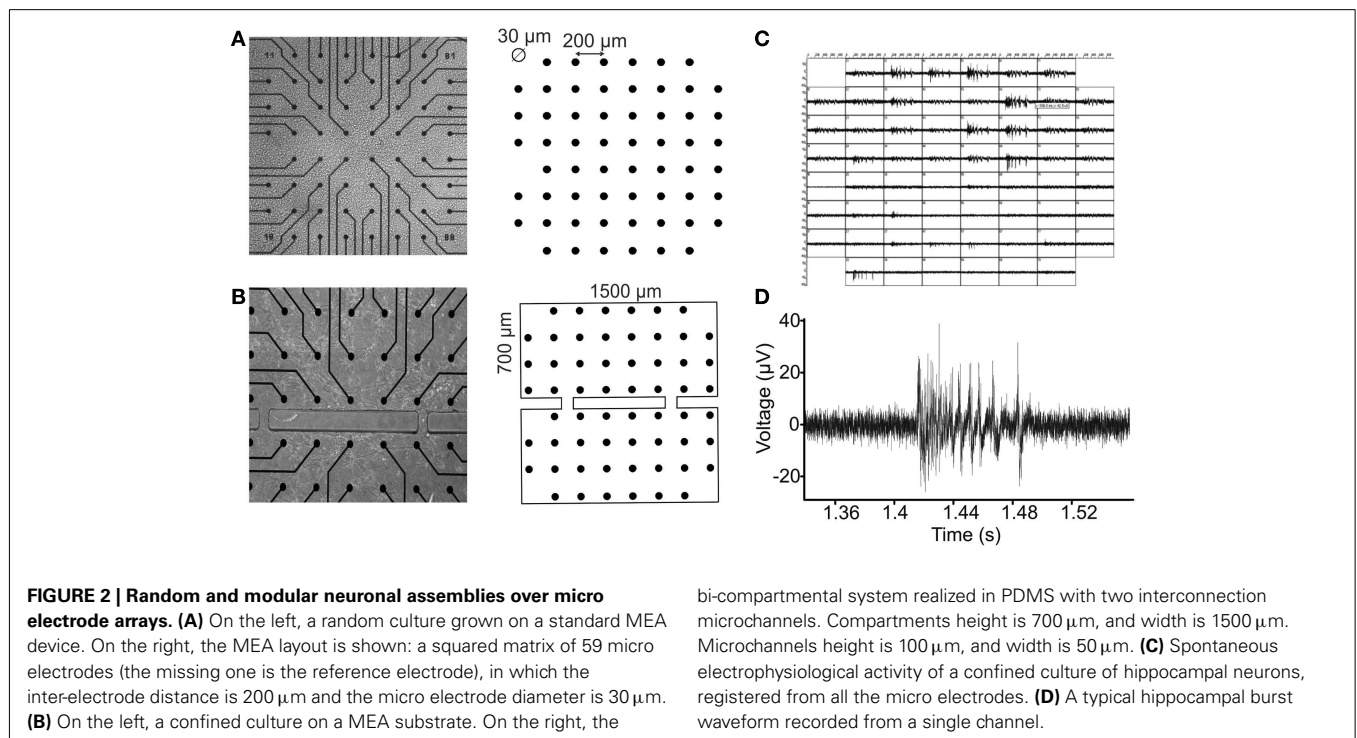 A
11
81
18
88
30 µm
200 µm
C
B
1500 µm
700 µm
D
40
20
0
-20
Voltage (µV)
1.36 1.4 1.44 1.48 1.52
Time (s)
FIGURE 2 | Random and modular neuronal assemblies over micro
electrode arrays. (A) On the left, a random culture grown on a standard MEA
device. On the right, the MEA layout is shown: a squared matrix of 59 micro
electrodes (the missing one is the reference electrode), in which the
inter-electrode distance is 200 µm and the micro electrode diameter is 30 µm.
(B) On the left, a confined culture on a MEA substrate. On the right, the
bi-compartmental system realized in PDMS with two interconnection
microchannels. Compartments height is 700 µm, and width is 1500 µm.
Microchannels height is 100 µm, and width is 50 µm. (C) Spontaneous
electrophysiological activity of a confined culture of hippocampal neurons,
registered from all the micro electrodes. (D) A typical hippocampal burst
waveform recorded from a single channel.